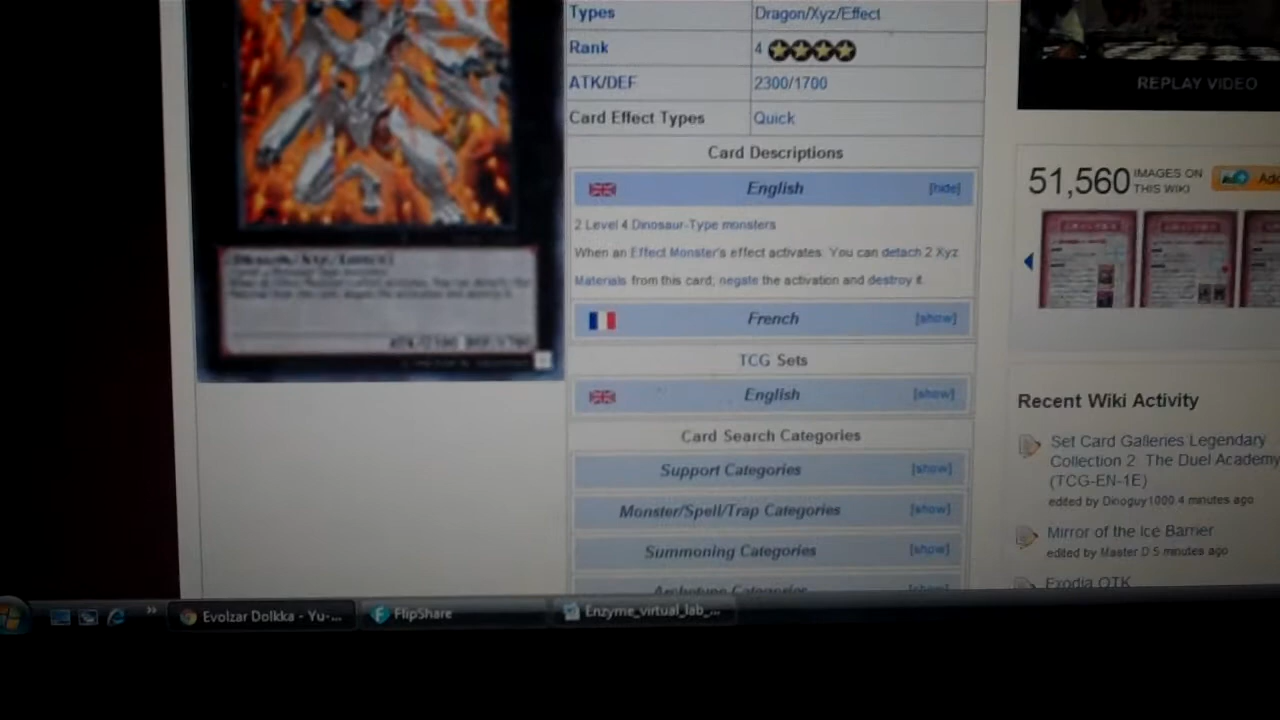 Types
Dragon/Xyz/Effect
Rank
4
ATK/DEF
2300/1700
Card Effect Types
Quick
Card Descriptions
English
[hide]
2 Level 4 Dinosaur-Type monsters
When an Effect Monster's effect activates: You can detach 2 Xyz
Materials from this card; negate the activation and destroy it.
French
[show]
TCG Sets
English
[show]
Card Search Categories
Support Categories
[show]
Monster/Spell/Trap Categories
[show]
Summoning Categories
[show]
Archetype Categories
[show]
REPLAY VIDEO
51,560 IMAGES ON
THIS WIKI
Recent Wiki Activity
Set Card Galleries Legendary
Collection 2 The Duel Academy
(TCG-EN-1E)
edited by Dinoguy1000 4 minutes ago
Mirror of the Ice Barrier
edited by Master D 5 minutes ago
Exodia OTK
Evolzar Dolkka - Yu-...
FlipShare
Enzyme_virtual_lab_...